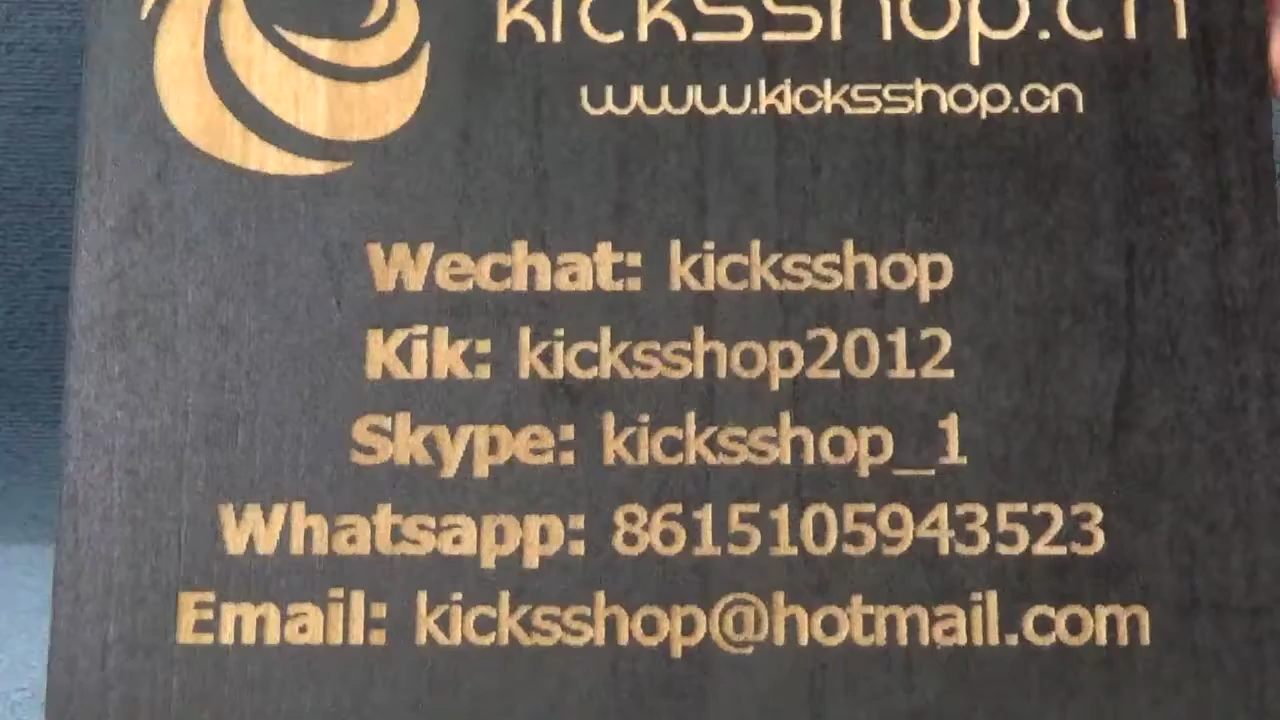 kicksshop.cn
www.kicksshop.cn
Wechat: kicksshop
Kik: kicksshop2012
Skype: kicksshop_1
Whatsapp: 8615105943523
Email: kicksshop@hotmail.com